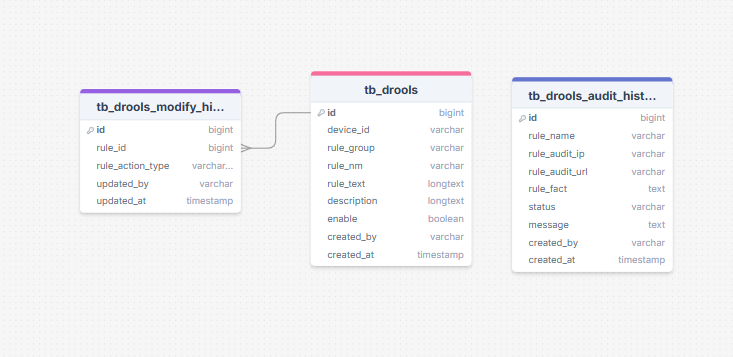 tb_drools_modify_hi...
id bigint
rule_id bigint
rule_action_type varchar...
updated_by varchar
updated_at timestamp
tb_drools
id bigint
device_id varchar
rule_group varchar
rule_nm varchar
rule_text longtext
description longtext
enable boolean
created_by varchar
created_at timestamp
tb_drools_audit_hist...
id bigint
rule_name varchar
rule_audit_ip varchar
rule_audit_url varchar
rule_fact text
status varchar
message text
created_by varchar
created_at timestamp